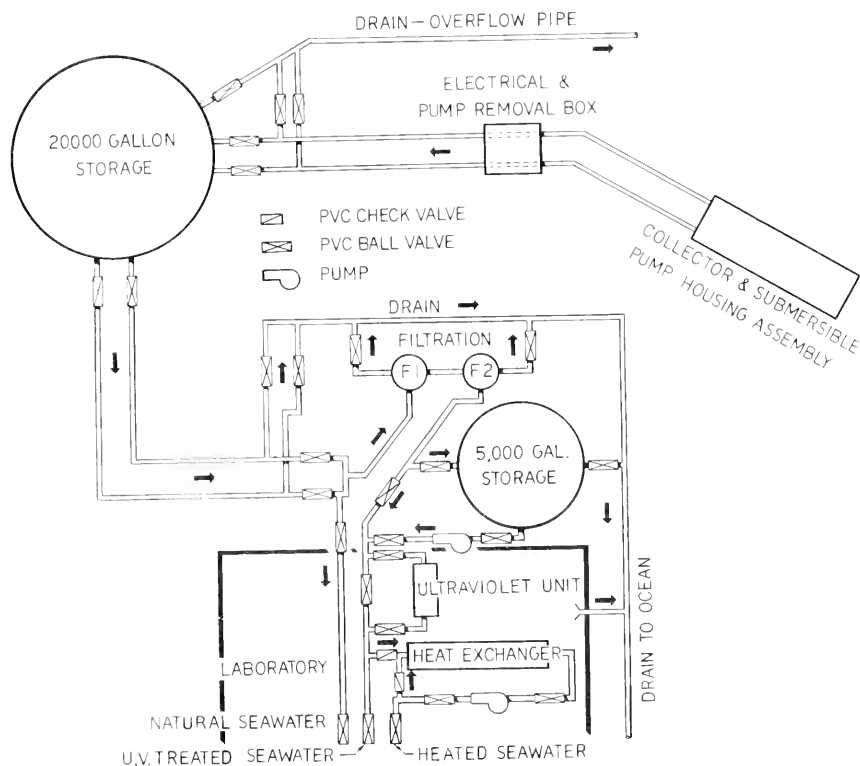 DRAIN–OVERFLOW PIPE
ELECTRICAL &
PUMP REMOVAL BOX
20000 GALLON
STORAGE
PVC CHECK VALVE
PVC BALL VALVE
PUMP
COLLECTOR & SUBMERSIBLE
PUMP HOUSING ASSEMBLY
DRAIN
FILTRATION
F1
F2
5,000 GAL.
STORAGE
ULTRAVIOLET UNIT
HEAT EXCHANGER
LABORATORY
DRAIN TO OCEAN
NATURAL SEAWATER
U.V. TREATED SEAWATER
HEATED SEAWATER